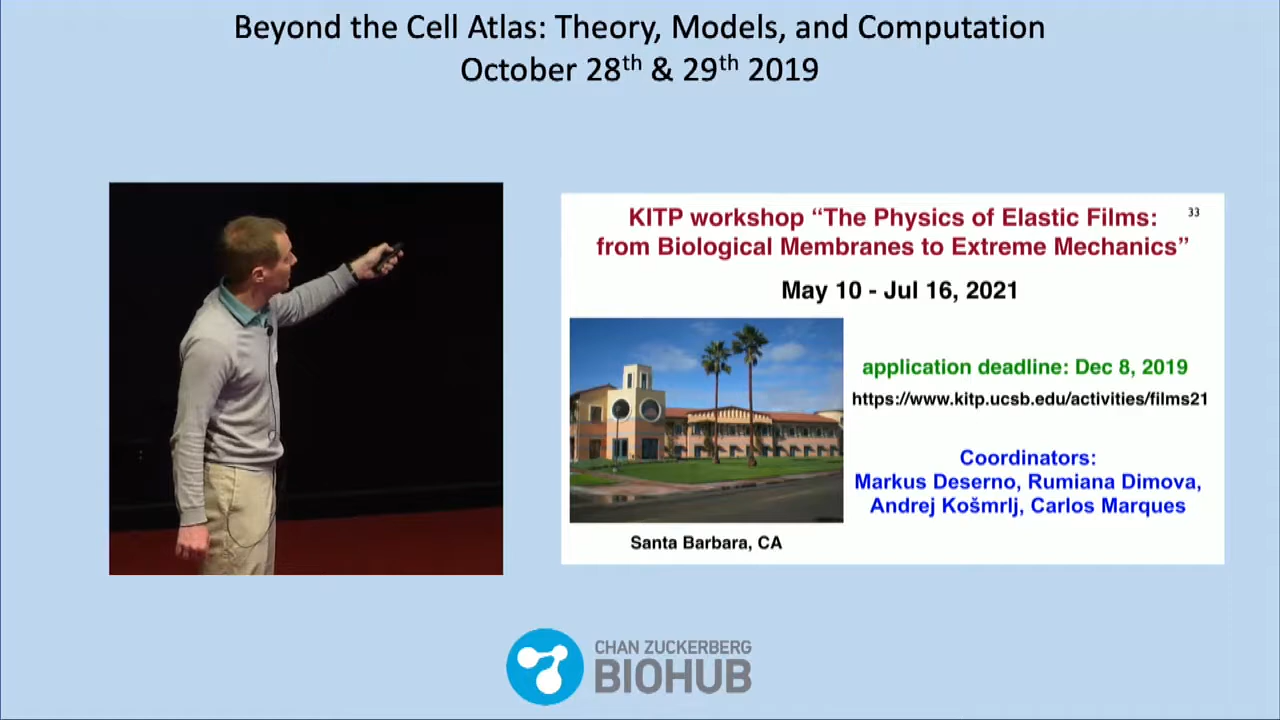 Beyond the Cell Atlas: Theory, Models, and Computation
October 28th & 29th 2019
KITP workshop “The Physics of Elastic Films:
from Biological Membranes to Extreme Mechanics”
33
May 10 - Jul 16, 2021
application deadline: Dec 8, 2019
https://www.kitp.ucsb.edu/activities/films21
Coordinators:
Markus Deserno, Rumiana Dimova,
Andrej Košmrlj, Carlos Marques
Santa Barbara, CA
CHAN ZUCKERBERG
BIOHUB